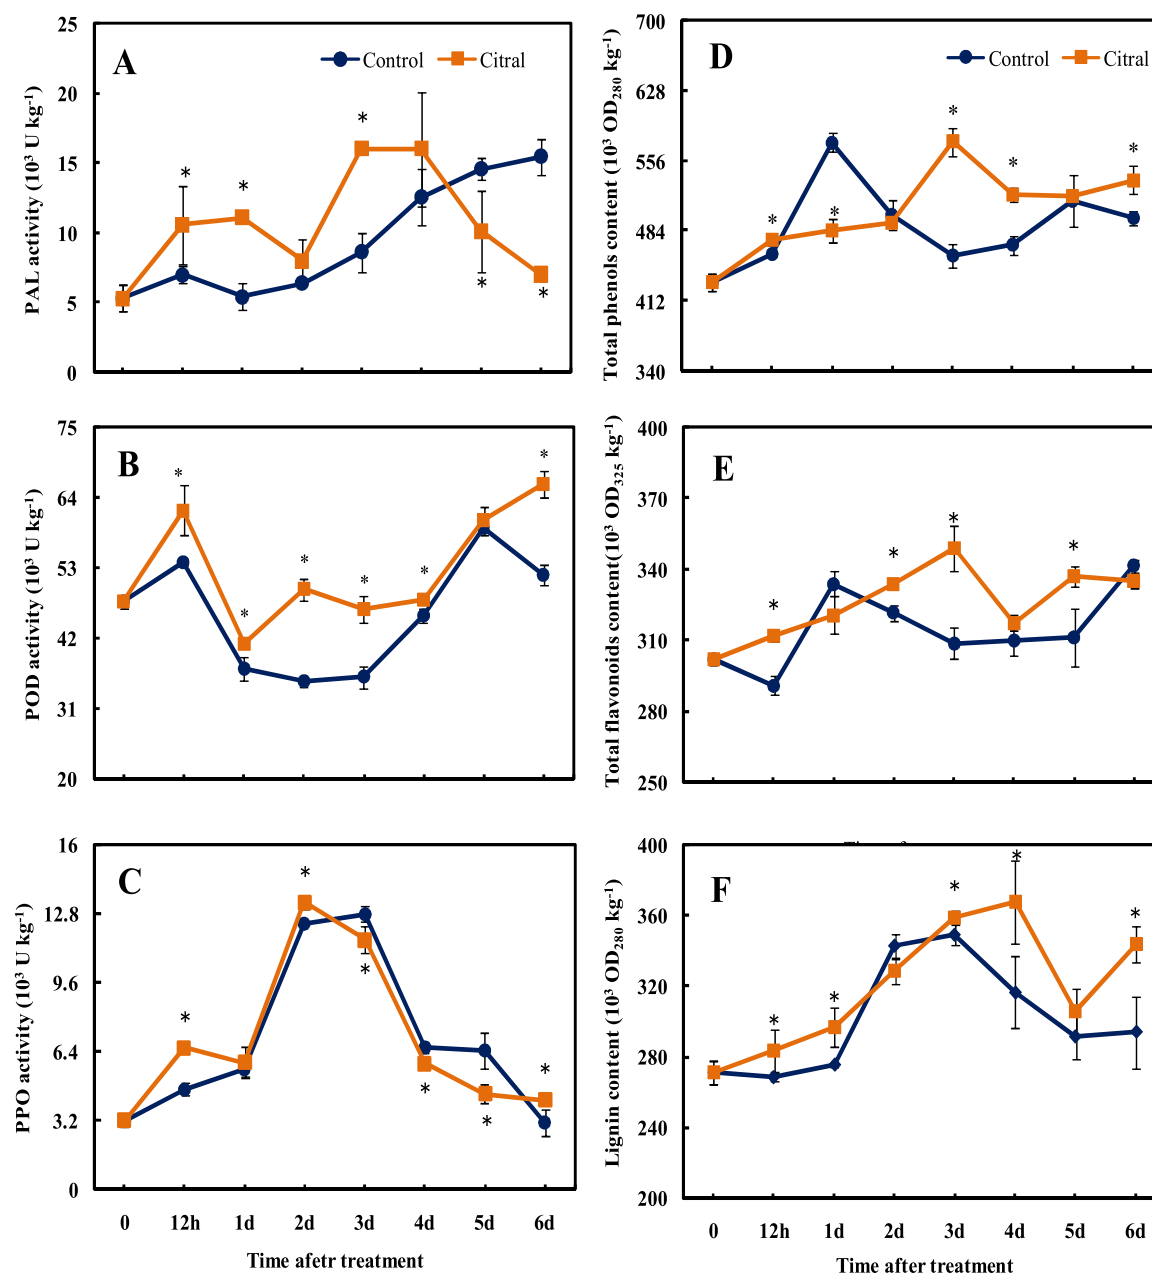 A
Control Citral
25
20
15
10
5
0
PAL activity (10³ U kg⁻¹)
* * * * *
D
Control Citral
700
628
556
484
412
340
Total phenols content (10³ OD₂₈₀ kg⁻¹)
* * * * *
B
75
64
53
42
31
20
POD activity (10³ U kg⁻¹)
* * * * * *
E
400
370
340
310
280
250
Total flavonoids content(10³ OD₃₂₅ kg⁻¹)
* * * *
C
16
12.8
9.6
6.4
3.2
0
PPO activity (10³ U kg⁻¹)
* * * * * *
0 12h 1d 2d 3d 4d 5d 6d
Time afetr treatment
F
400
360
320
280
240
200
Lignin content (10³ OD₂₈₀ kg⁻¹)
* * * * *
0 12h 1d 2d 3d 4d 5d 6d
Time after treatment